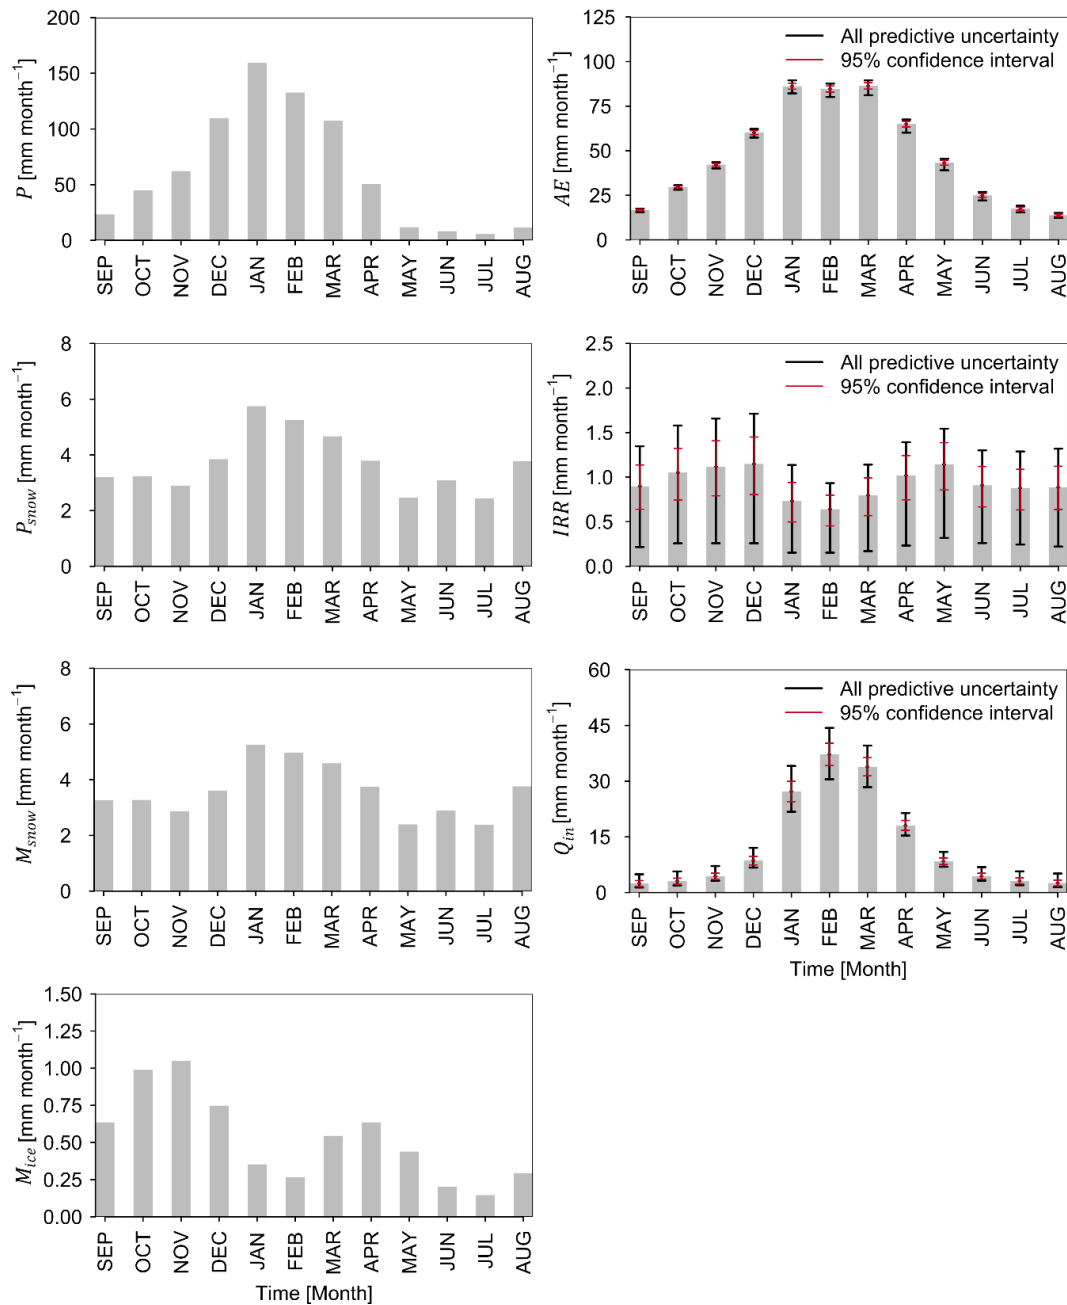 200
150
100
50
0
P [mm month⁻¹]
SEP OCT NOV DEC JAN FEB MAR APR MAY JUN JUL AUG
125
100
75
50
25
0
AE [mm month⁻¹]
All predictive uncertainty
95% confidence interval
SEP OCT NOV DEC JAN FEB MAR APR MAY JUN JUL AUG
8
6
4
2
0
P_snow [mm month⁻¹]
SEP OCT NOV DEC JAN FEB MAR APR MAY JUN JUL AUG
2.5
2.0
1.5
1.0
0.5
0.0
IRR [mm month⁻¹]
All predictive uncertainty
95% confidence interval
SEP OCT NOV DEC JAN FEB MAR APR MAY JUN JUL AUG
8
6
4
2
0
M_snow [mm month⁻¹]
SEP OCT NOV DEC JAN FEB MAR APR MAY JUN JUL AUG
60
45
30
15
0
Q_in [mm month⁻¹]
All predictive uncertainty
95% confidence interval
SEP OCT NOV DEC JAN FEB MAR APR MAY JUN JUL AUG
Time [Month]
1.50
1.25
1.00
0.75
0.50
0.25
0.00
M_ice [mm month⁻¹]
SEP OCT NOV DEC JAN FEB MAR APR MAY JUN JUL AUG
Time [Month]